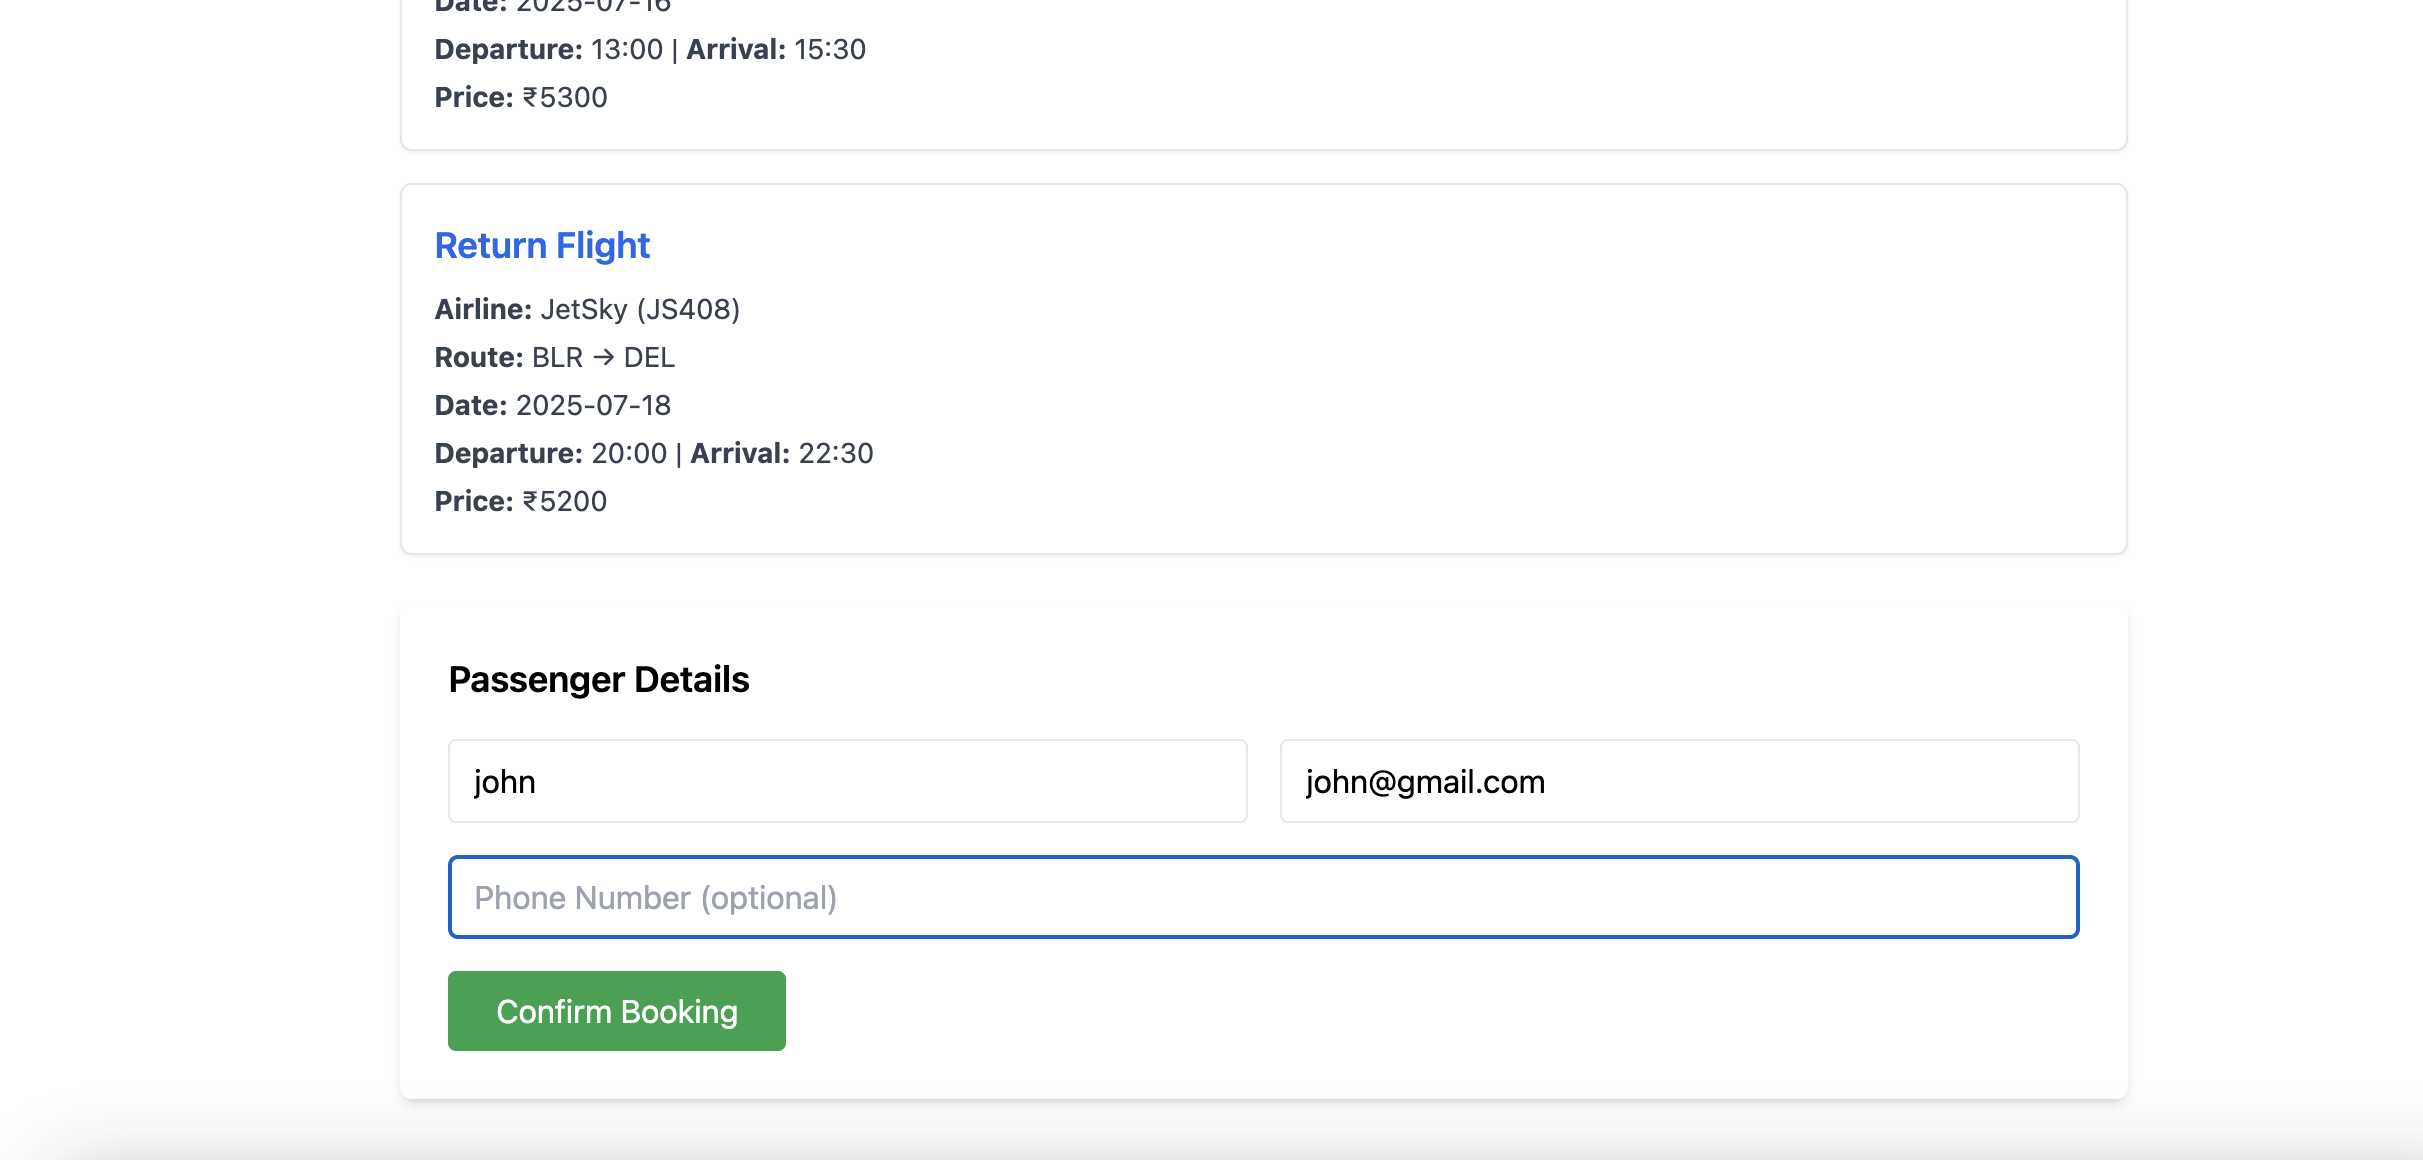 Date: 2025-07-16
Departure: 13:00 | Arrival: 15:30
Price: ₹5300
Return Flight
Airline: JetSky (JS408)
Route: BLR → DEL
Date: 2025-07-18
Departure: 20:00 | Arrival: 22:30
Price: ₹5200
Passenger Details
john
john@gmail.com
Phone Number (optional)
Confirm Booking